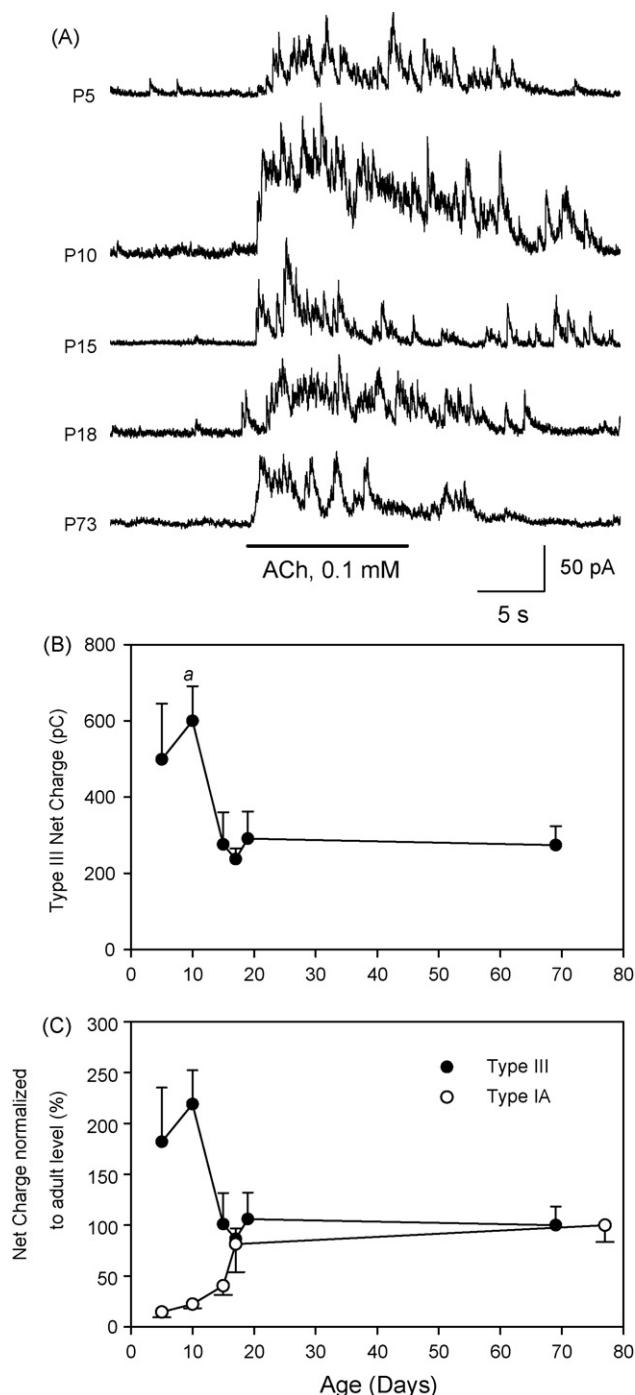 (A)
P5
P10
P15
P18
P73
ACh, 0.1 mM
50 pA
5 s
(B)
Type III Net Charge (pC)
800
600
400
200
0
a
0 10 20 30 40 50 60 70 80
(C)
Net Charge normalized
to adult level (%)
300
250
200
150
100
50
0
Type III
Type IA
0 10 20 30 40 50 60 70 80
Age (Days)